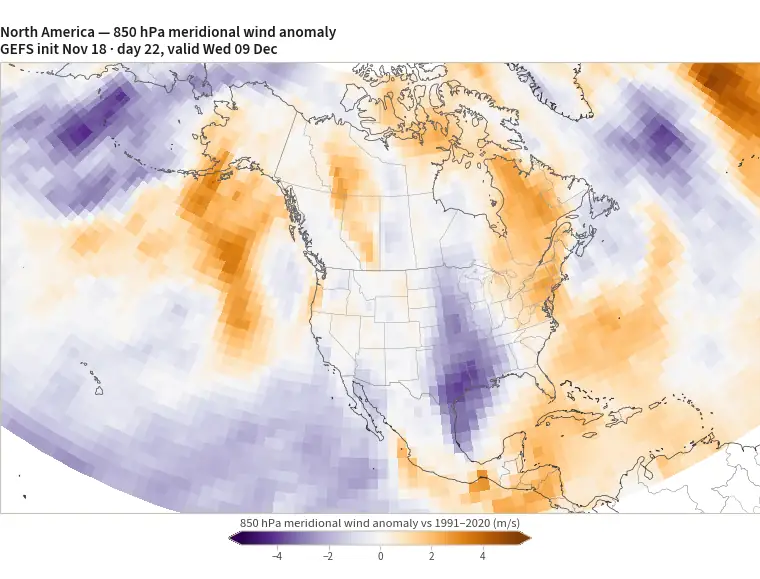 North America — 850 hPa meridional wind anomaly
GEFS init Nov 18 · day 22, valid Wed 09 Dec
850 hPa meridional wind anomaly vs 1991–2020 (m/s)
−4 −2 0 2 4